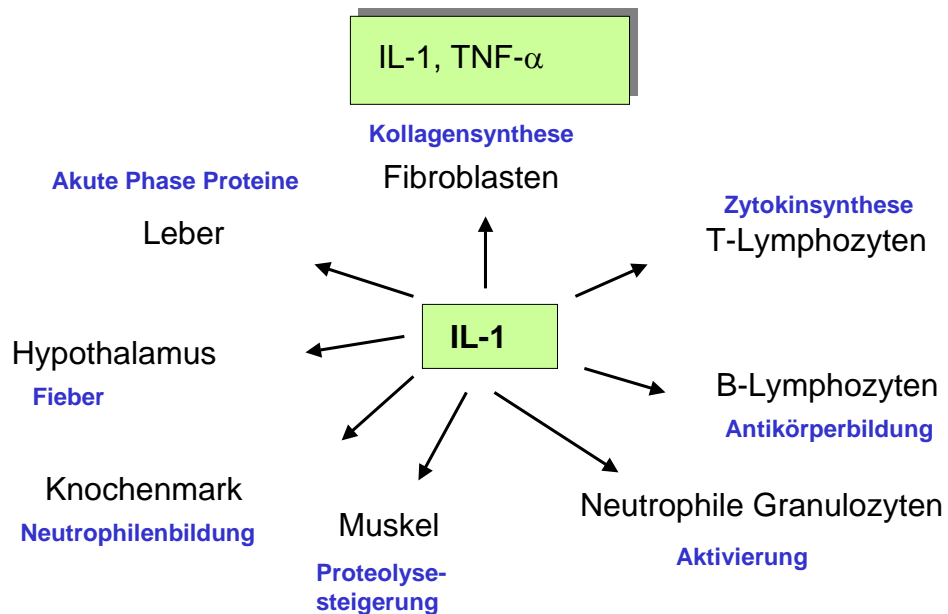 IL-1, TNF-α
Kollagensynthese
Fibroblasten
Akute Phase Proteine
Leber
Zytokinsynthese
T-Lymphozyten
IL-1
Hypothalamus
Fieber
B-Lymphozyten
Antikörperbildung
Knochenmark
Neutrophilenbildung
Muskel
Proteolyse-
steigerung
Neutrophile Granulozyten
Aktivierung